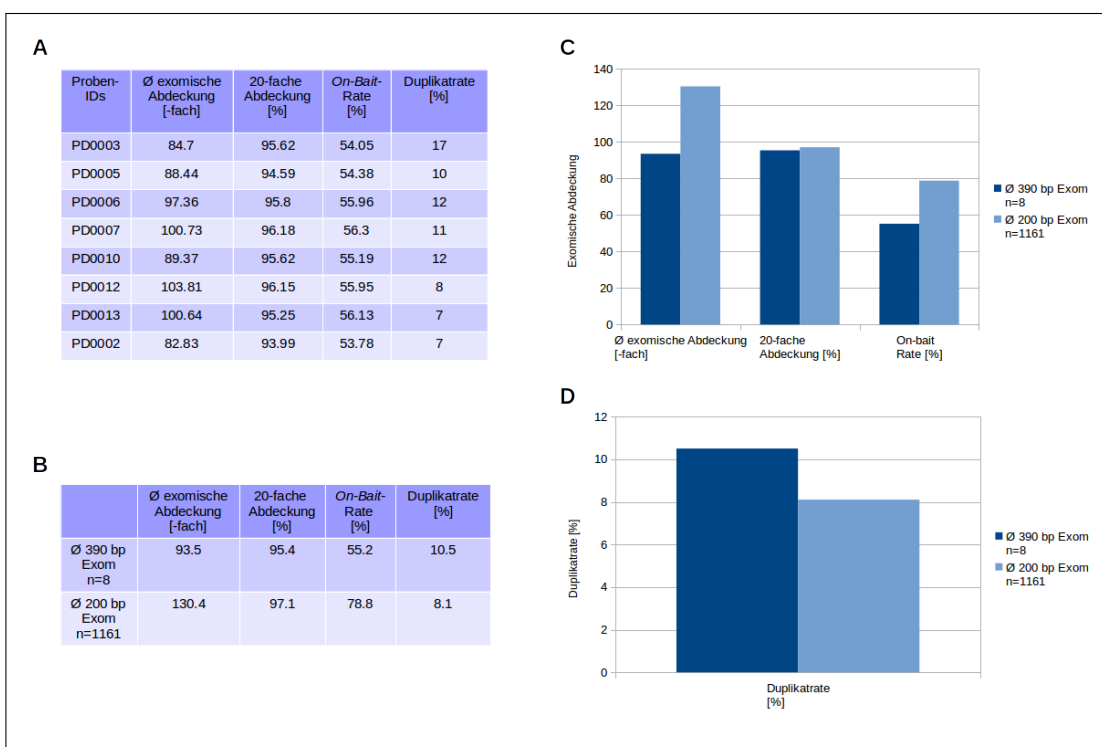 A
Proben-IDs Ø exomische Abdeckung [-fach] 20-fache Abdeckung [%] On-Bait-Rate [%] Duplikatrate [%]
PD0003 84.7 95.62 54.05 17
PD0005 88.44 94.59 54.38 10
PD0006 97.36 95.8 55.96 12
PD0007 100.73 96.18 56.3 11
PD0010 89.37 95.62 55.19 12
PD0012 103.81 96.15 55.95 8
PD0013 100.64 95.25 56.13 7
PD0002 82.83 93.99 53.78 7
B
Ø exomische Abdeckung [-fach] 20-fache Abdeckung [%] On-Bait-Rate [%] Duplikatrate [%]
Ø 390 bp Exom n=8 93.5 95.4 55.2 10.5
Ø 200 bp Exom n=1161 130.4 97.1 78.8 8.1
C
Exomische Abdeckung
140
120
100
80
60
40
20
0
Ø exomische Abdeckung [-fach]
20-fache Abdeckung [%]
On-bait Rate [%]
Ø 390 bp Exom
n=8
Ø 200 bp Exom
n=1161
D
Duplikatrate [%]
12
10
8
6
4
2
0
Duplikatrate
[%]
Ø 390 bp Exom
n=8
Ø 200 bp Exom
n=1161